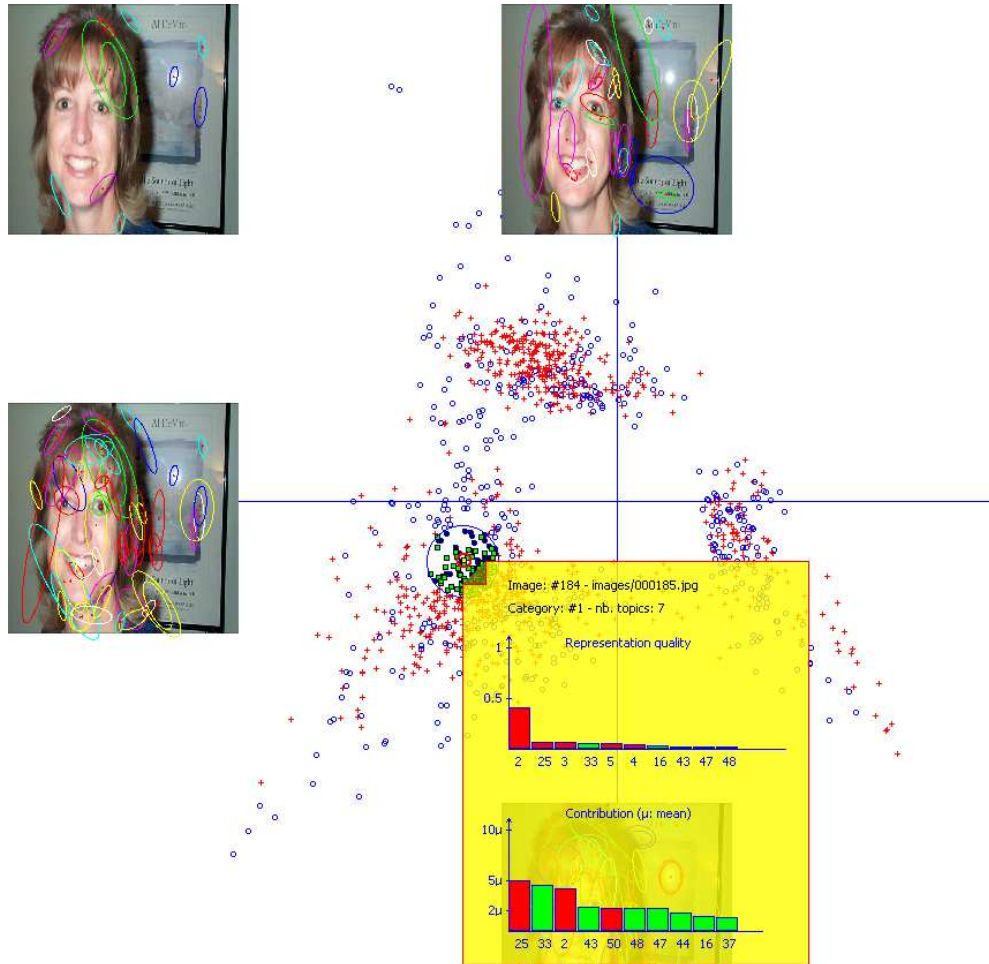 Image: #184 - images/000185.jpg
Category: #1 - nb. topics: 7
Representation quality
1
0.5
2 25 3 33 5 4 16 43 47 48
Contribution (μ: mean)
10μ
5μ
2μ
25 33 2 43 50 48 47 44 16 37